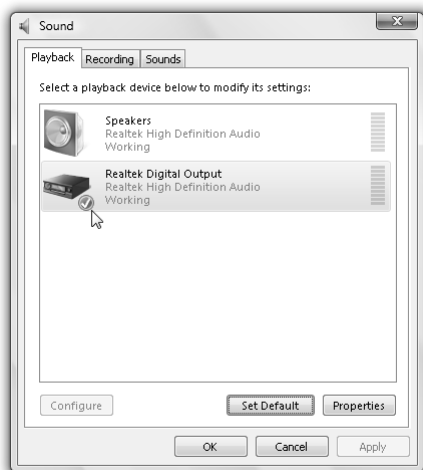 Sound
Playback Recording Sounds
Select a playback device below to modify its settings:
Speakers
Realtek High Definition Audio
Working
Realtek Digital Output
Realtek High Definition Audio
Working
Configure Set Default Properties
OK Cancel Apply